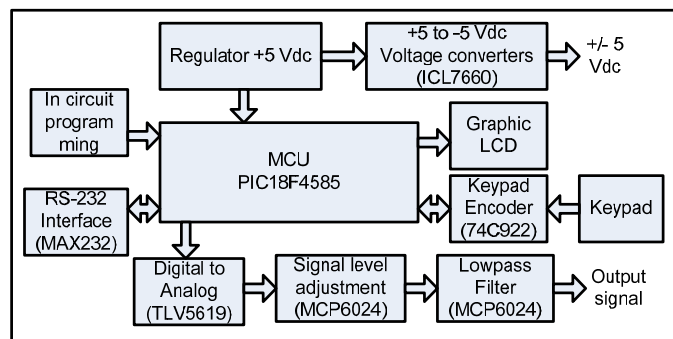 Regulator +5 Vdc
+5 to -5 Vdc
Voltage converters
(ICL7660)
+/- 5
Vdc
In circuit
program
ming
MCU
PIC18F4585
Graphic
LCD
RS-232
Interface
(MAX232)
Keypad
Encoder
(74C922)
Keypad
Digital to
Analog
(TLV5619)
Signal level
adjustment
(MCP6024)
Lowpass
Filter
(MCP6024)
Output
signal